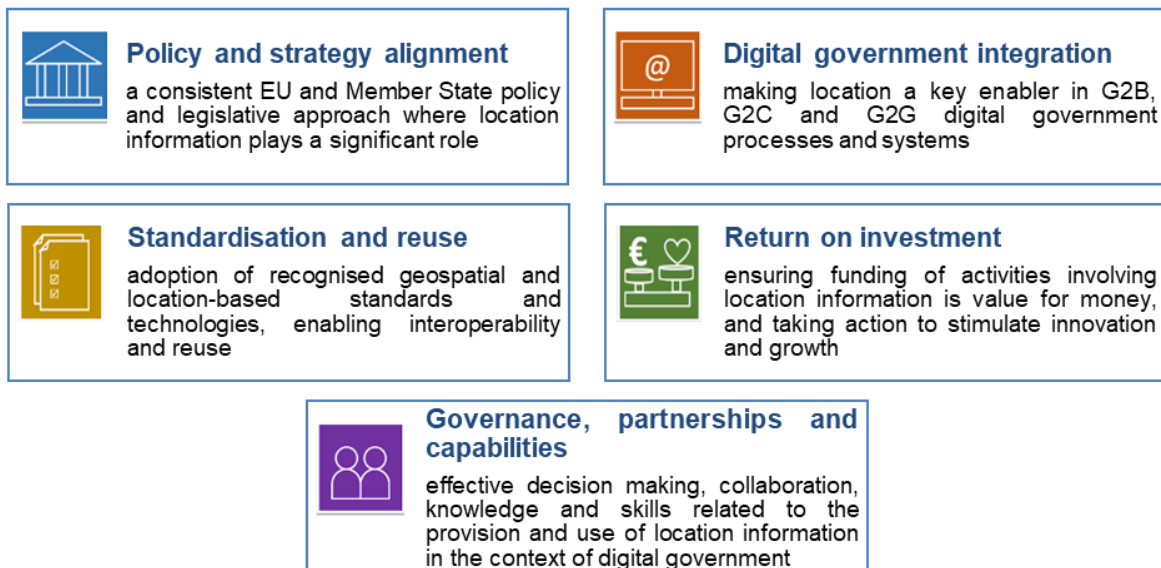 Policy and strategy alignment
a consistent EU and Member State policy
and legislative approach where location
information plays a significant role
@
Digital government integration
making location a key enabler in G2B,
G2C and G2G digital government
processes and systems
Standardisation and reuse
adoption of recognised geospatial and
location-based standards and
technologies, enabling interoperability
and reuse
€
Return on investment
ensuring funding of activities involving
location information is value for money,
and taking action to stimulate innovation
and growth
Governance, partnerships and
capabilities
effective decision making, collaboration,
knowledge and skills related to the
provision and use of location information
in the context of digital government